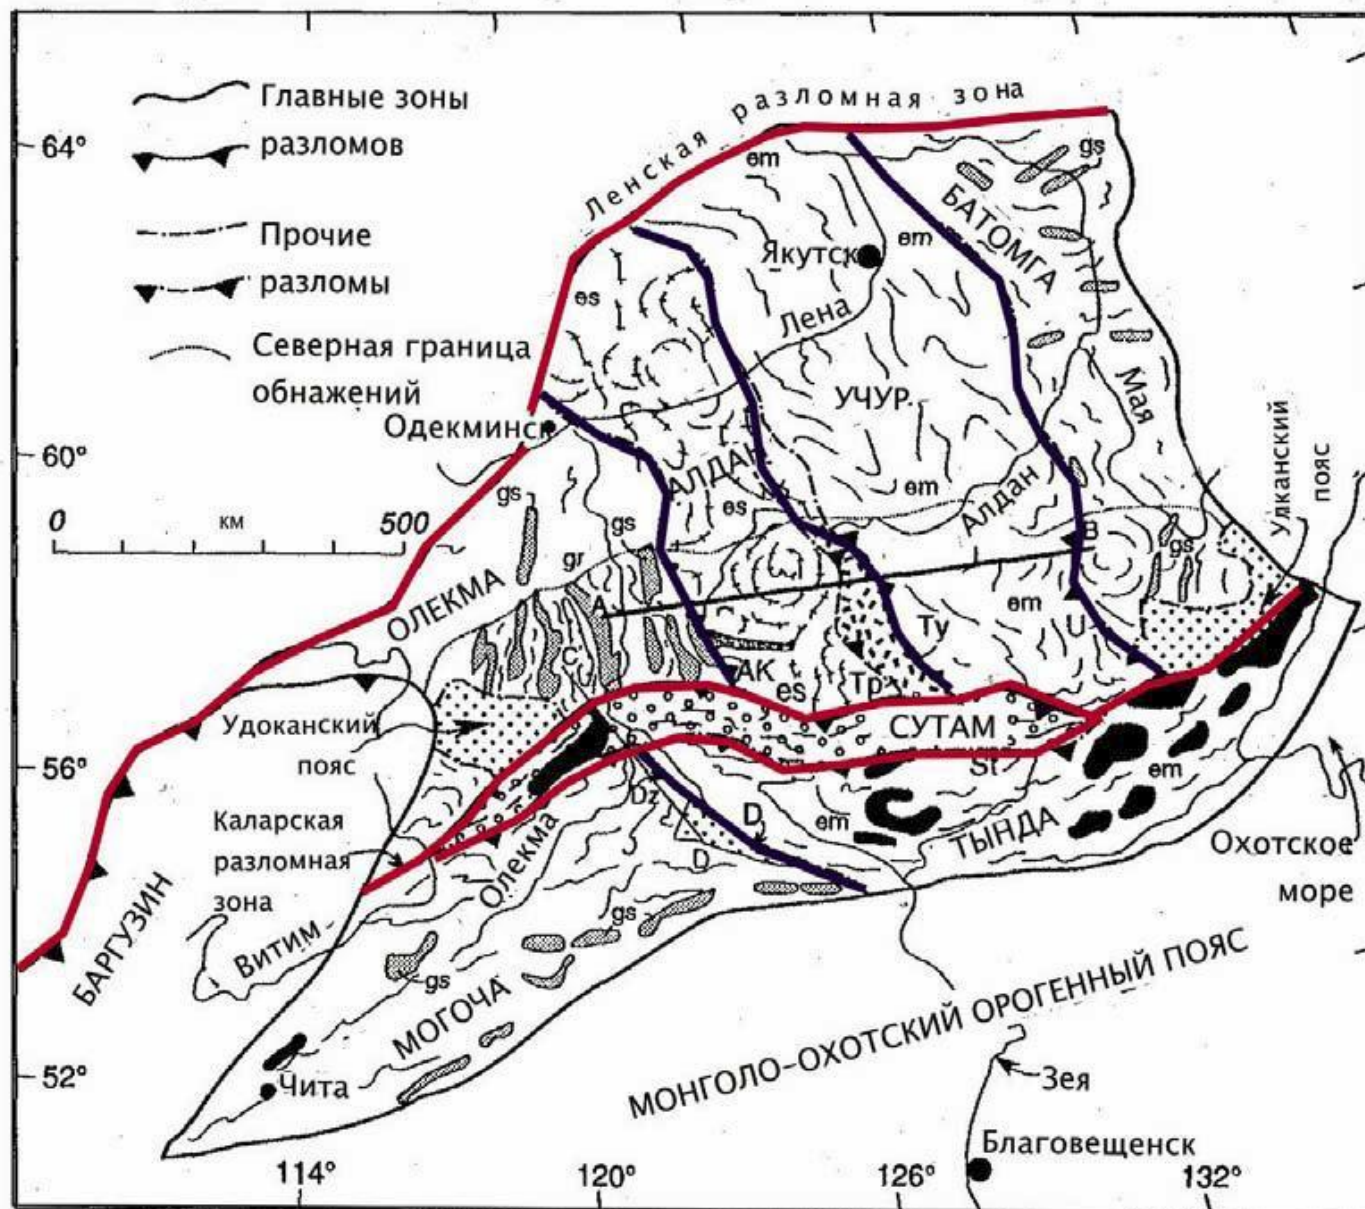 Главные зоны
разломов
Прочие
разломы
Северная граница
обнажений
Ленская разломная зона
64°
60°
56°
52°
gs
em
БАТОМГА
em
Якутск
es
Лена
УЧУР
Мая
Одекминск
АЛДАН
Улканский
пояс
0 км 500
gs
gs
es
em
Алдан
B
gs
gr
ОЛЕКМА
A
C
em
U
Ту
АК
es
Тр
СУТАМ
St
Удоканский
пояс
Dz
D
D
em
em
ТЫНДА
Каларская
разломная
зона
Олекма
Охотское
море
БАРГУЗИН
Витим
gs
gs
МОГОЧА
МОНГОЛО-ОХОТСКИЙ ОРОГЕННЫЙ ПОЯС
Чита
Зея
Благовещенск
114°
120°
126°
132°